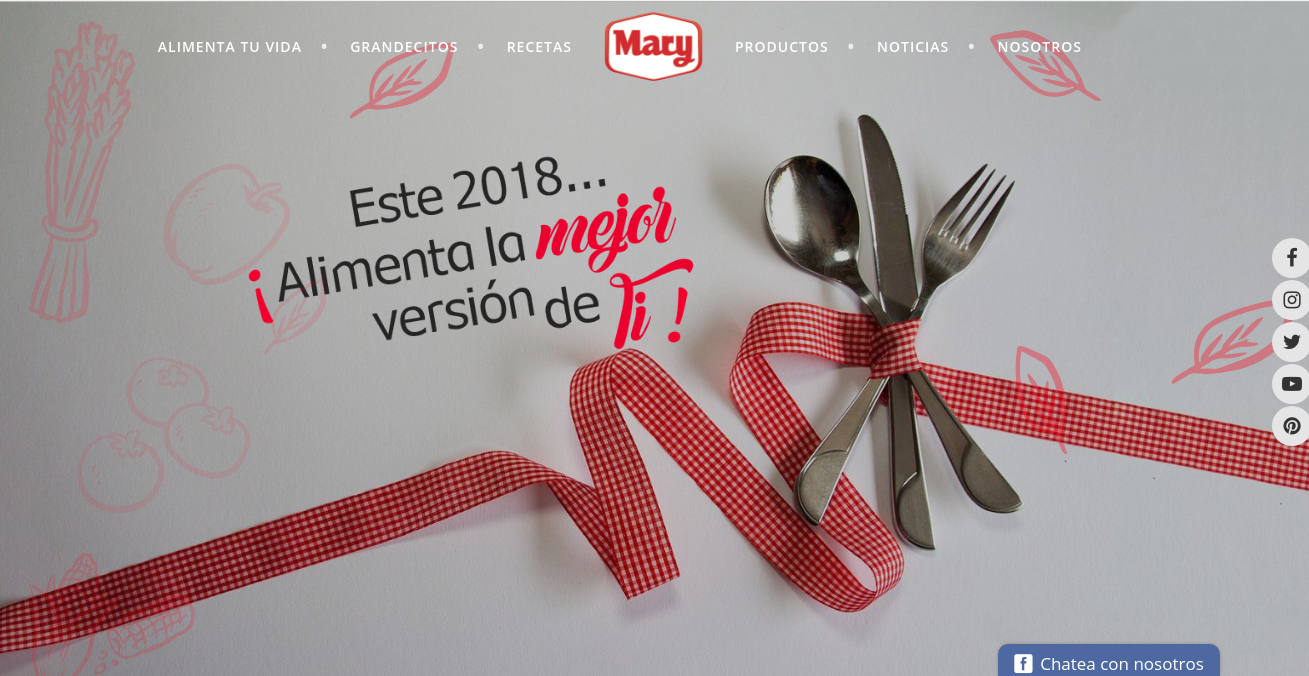 ALIMENTA TU VIDA • GRANDECITOS • RECETAS
Mary
PRODUCTOS • NOTICIAS • NOSOTROS
Este 2018...
¡Alimenta la mejor
versión de Ti!
Chatea con nosotros